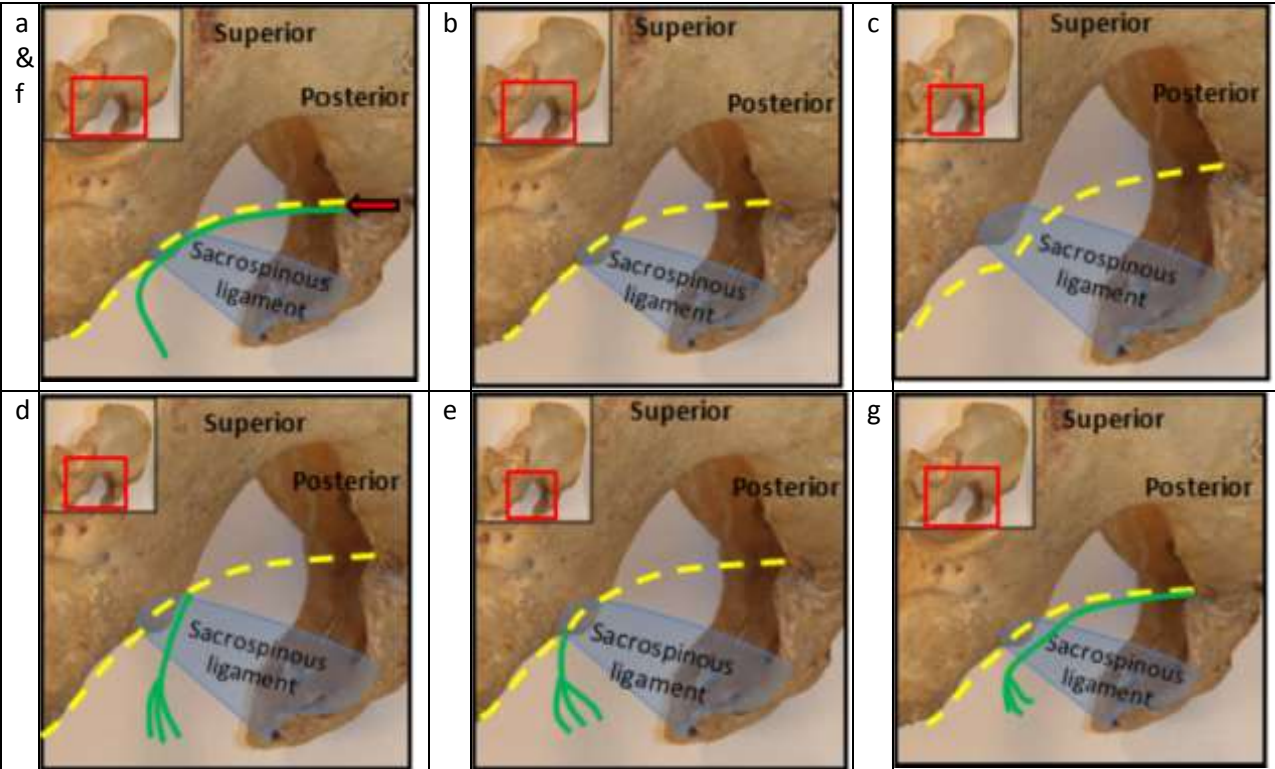 a
&
f
Superior
Posterior
Sacrospinous
ligament
b
Superior
Posterior
Sacrospinous
ligament
c
Superior
Posterior
Sacrospinous
ligament
d
Superior
Posterior
Sacrospinous
ligament
e
Superior
Posterior
Sacrospinous
ligament
g
Superior
Posterior
Sacrospinous
ligament